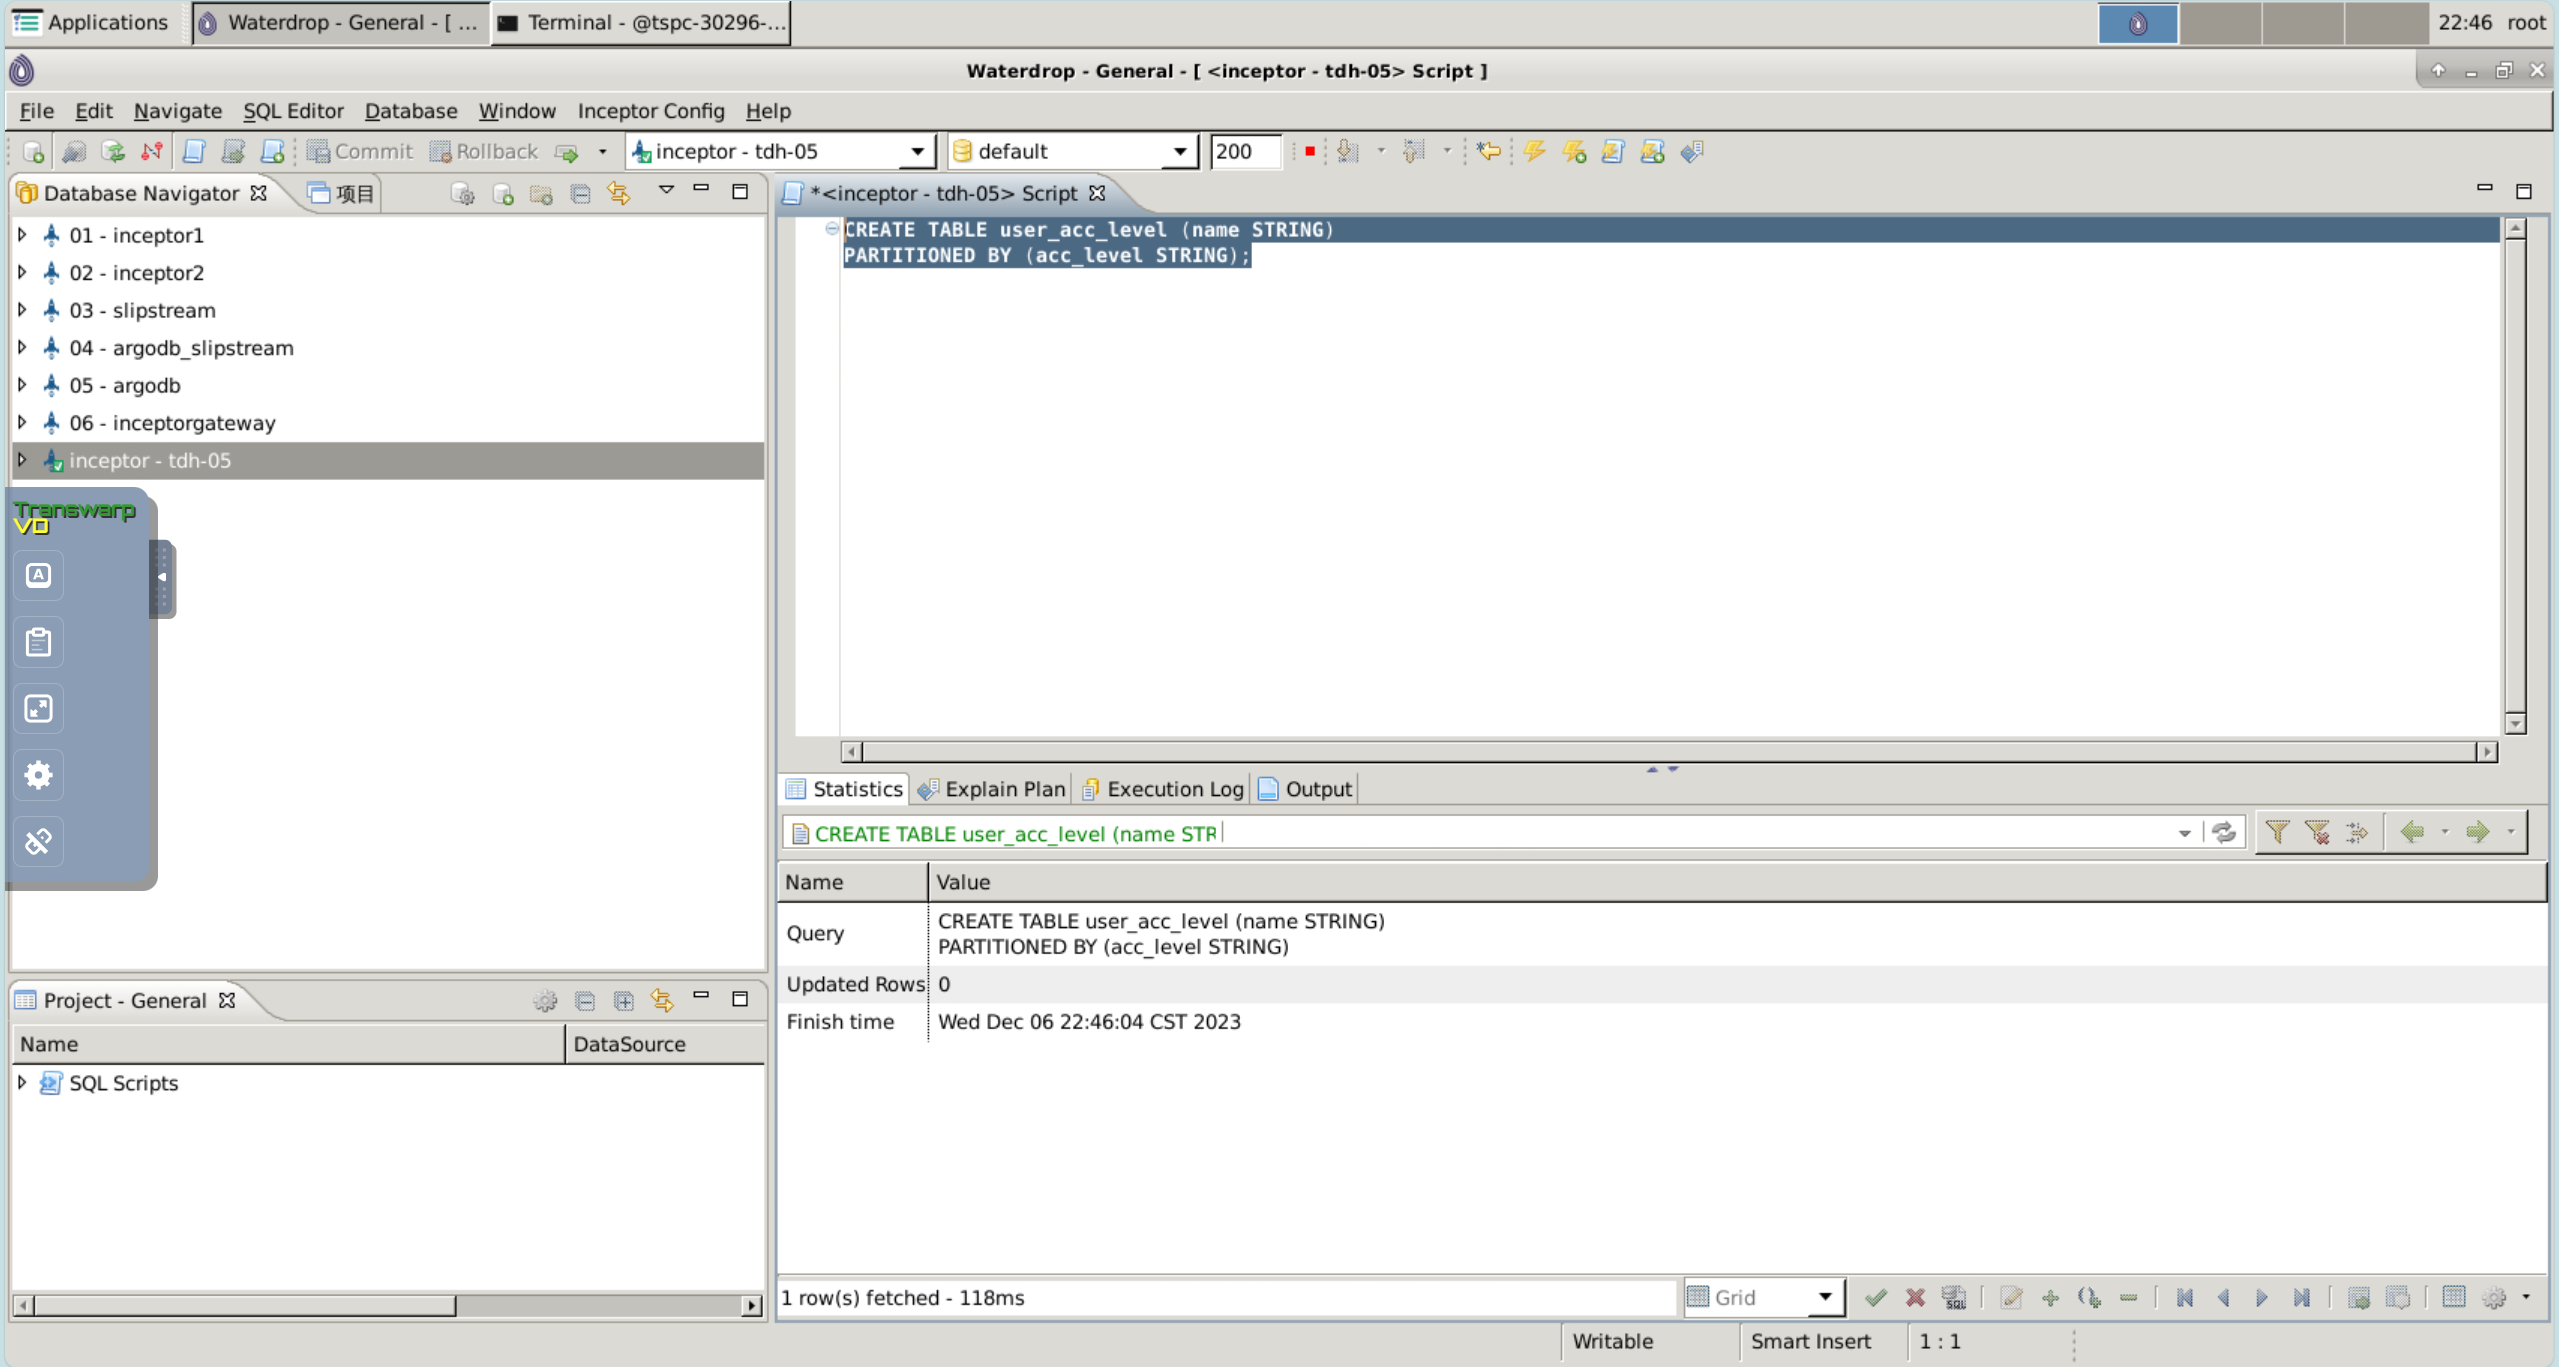 Applications
Waterdrop - General - [ ...
Terminal - @tspc-30296-...
22:46 root
Waterdrop - General - [ <inceptor - tdh-05> Script ]
File Edit Navigate SQL Editor Database Window Inceptor Config Help
Commit Rollback inceptor - tdh-05 default 200
Database Navigator 项目
*<inceptor - tdh-05> Script
01 - inceptor1
02 - inceptor2
03 - slipstream
04 - argodb_slipstream
05 - argodb
06 - inceptorgateway
inceptor - tdh-05
Transwarp
VD
A
CREATE TABLE user_acc_level (name STRING)
PARTITIONED BY (acc_level STRING);
Statistics Explain Plan Execution Log Output
CREATE TABLE user_acc_level (name STR
Name Value
Query
CREATE TABLE user_acc_level (name STRING)
PARTITIONED BY (acc_level STRING)
Updated Rows 0
Finish time Wed Dec 06 22:46:04 CST 2023
Project - General
Name DataSource
SQL Scripts
1 row(s) fetched - 118ms
Grid
SQL
Writable Smart Insert 1 : 1